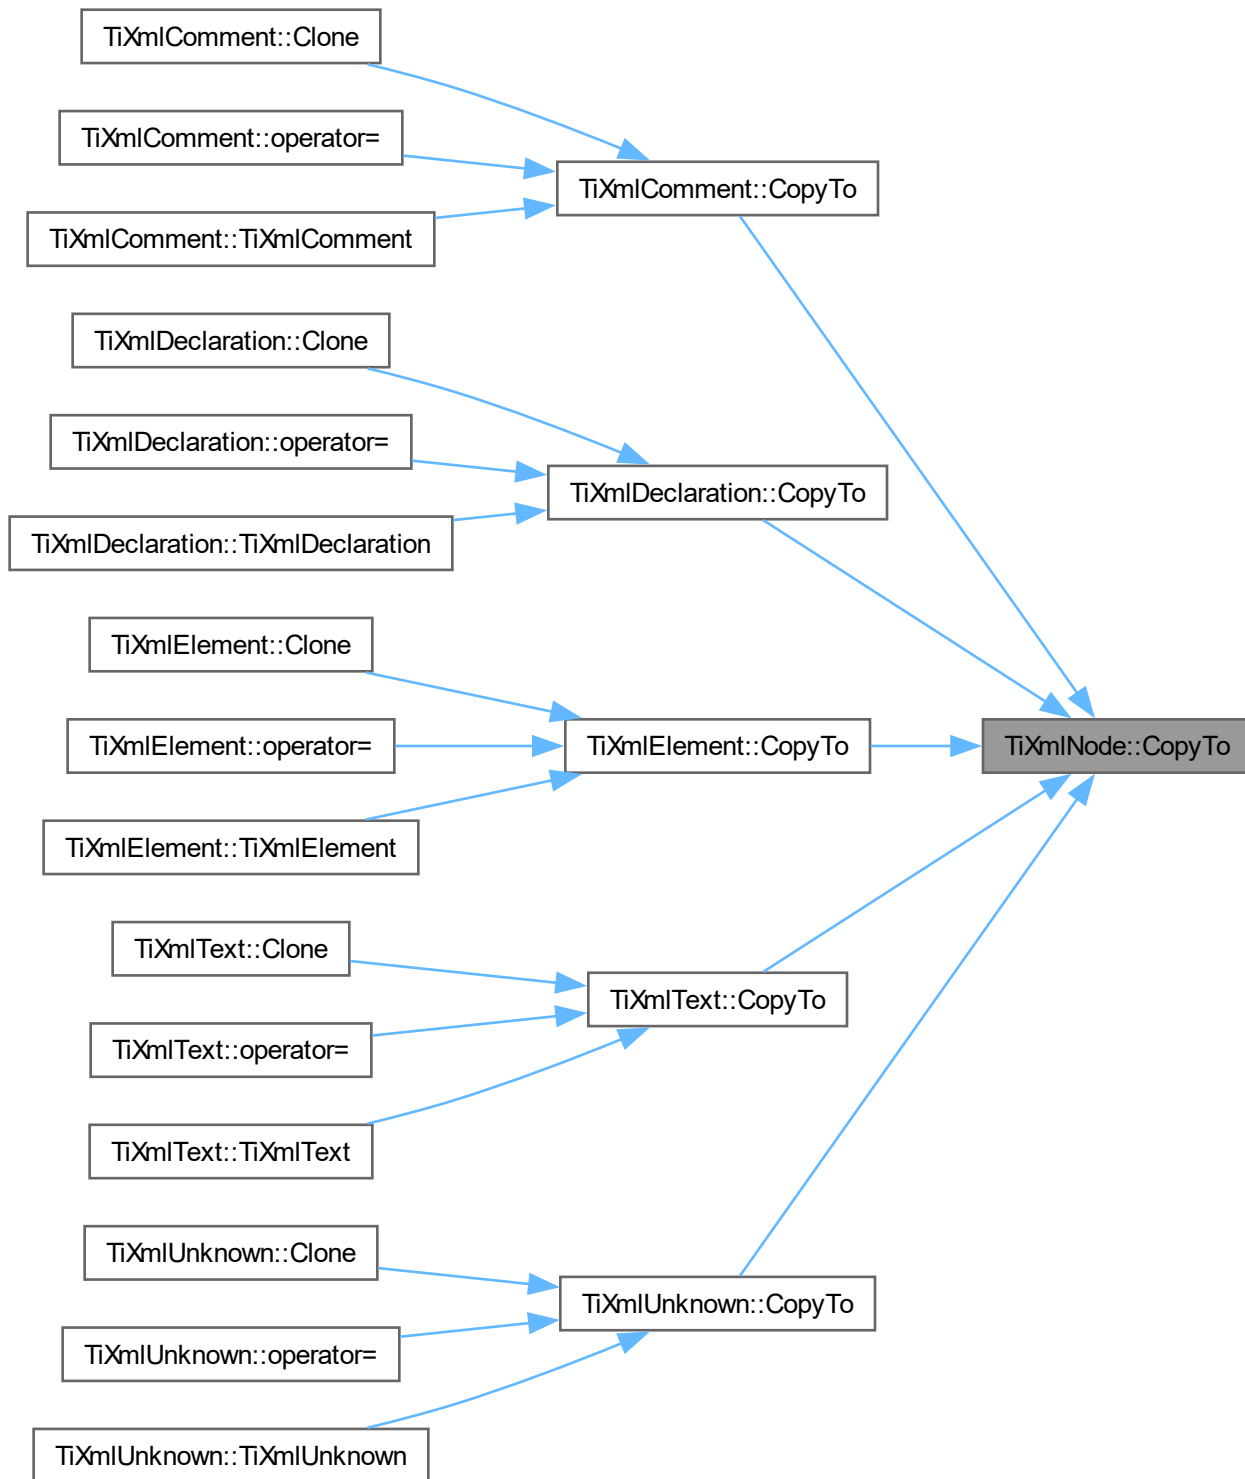 TiXmlComment::Clone
TiXmlComment::operator=
TiXmlComment::CopyTo
TiXmlComment::TiXmlComment
TiXmlDeclaration::Clone
TiXmlDeclaration::operator=
TiXmlDeclaration::CopyTo
TiXmlDeclaration::TiXmlDeclaration
TiXmlElement::Clone
TiXmlElement::operator=
TiXmlElement::CopyTo
TiXmlNode::CopyTo
TiXmlElement::TiXmlElement
TiXmlText::Clone
TiXmlText::CopyTo
TiXmlText::operator=
TiXmlText::TiXmlText
TiXmlUnknown::Clone
TiXmlUnknown::CopyTo
TiXmlUnknown::operator=
TiXmlUnknown::TiXmlUnknown